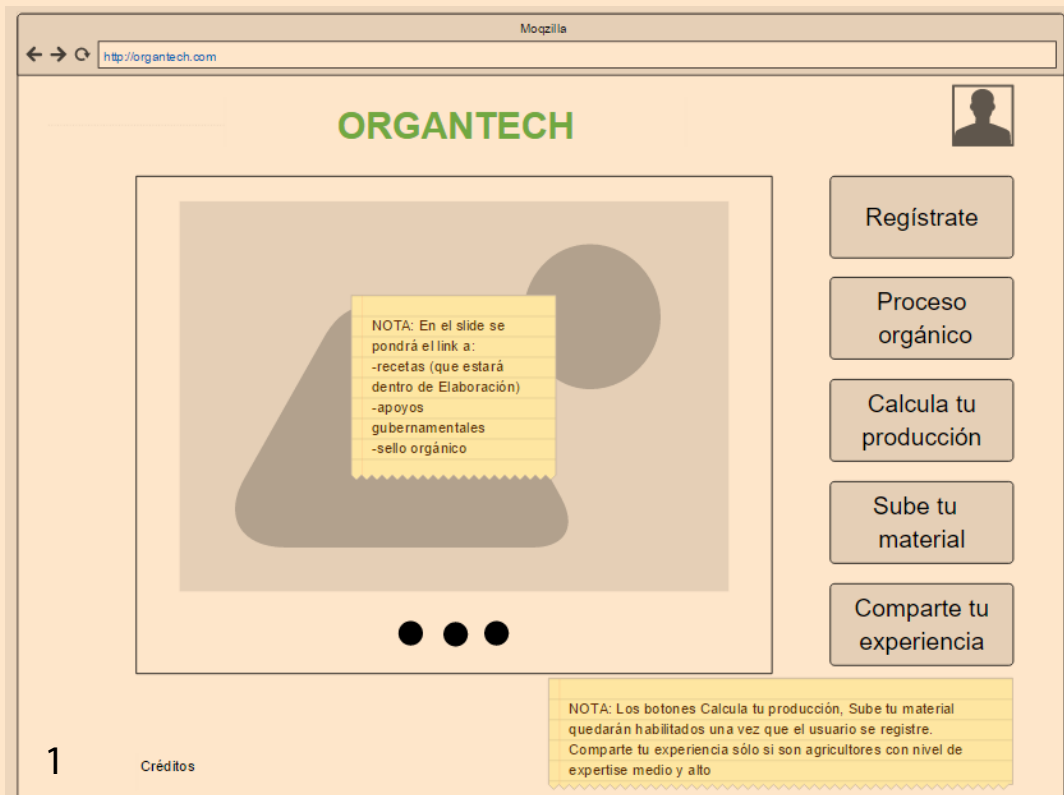 Moqzilla
http://organtech.com
ORGANTECH
Regístrate
Proceso
orgánico
Calcula tu
producción
Sube tu
material
Comparte tu
experiencia
NOTA: En el slide se
pondrá el link a:
-recetas (que estará
dentro de Elaboración)
-apoyos
gubernamentales
-sello orgánico
NOTA: Los botones Calcula tu producción, Sube tu material
quedarán habilitados una vez que el usuario se registre.
Comparte tu experiencia sólo si son agricultores con nivel de
expertise medio y alto
1
Créditos